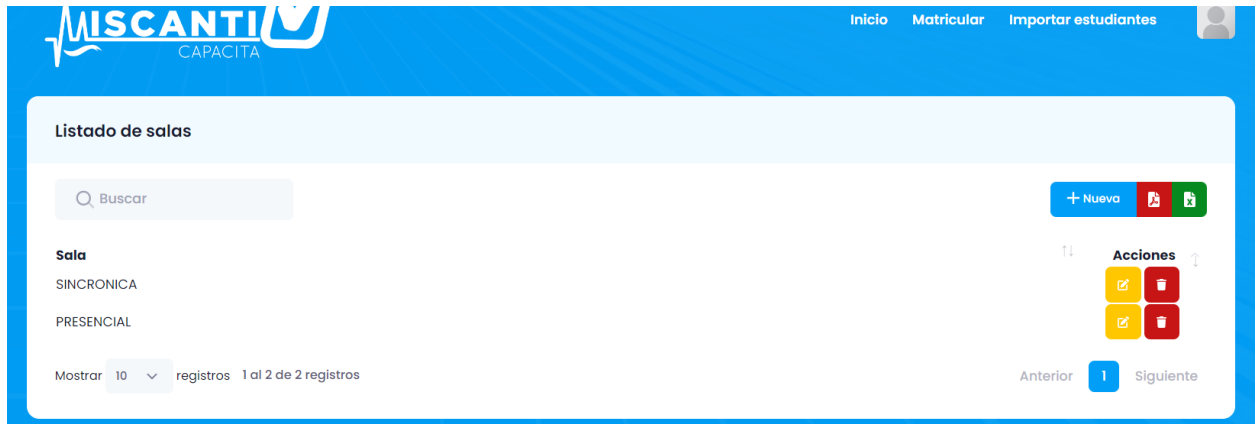 MISCANTI
CAPACITA
Inicio Matricular Importar estudiantes
Listado de salas
Buscar
+ Nueva
Sala Acciones
SINCRONICA
PRESENCIAL
Mostrar 10 registros 1 al 2 de 2 registros
Anterior 1 Siguiente